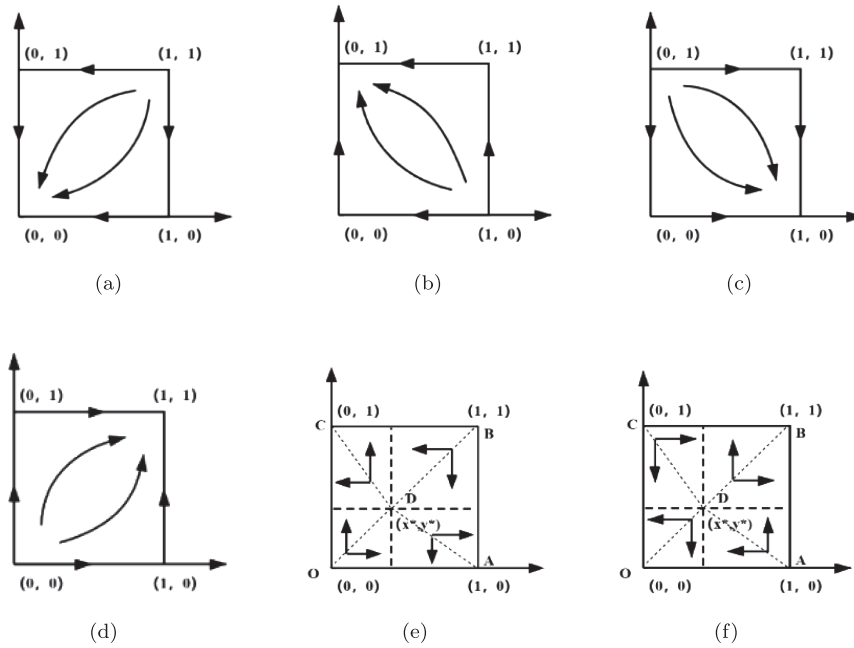 (0, 1) (1, 1) (0, 1) (1, 1) (0, 1) (1, 1)
(0, 0) (1, 0) (0, 0) (1, 0) (0, 0) (1, 0)
(a) (b) (c)
(0, 1) (1, 1) C (0, 1) (1, 1) C (0, 1) (1, 1)
B B
D D
(x*,y*) (x*,y*)
A A
O O
(0, 0) (1, 0) (0, 0) (1, 0) (0, 0) (1, 0)
(d) (e) (f)